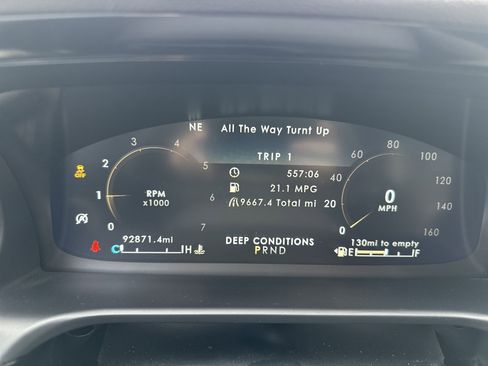 NE All The Way Turnt Up
TRIP 1
557:06
21.1 MPG
9667.4 Total mi
OFF
0 1 2 3 4 5 6 7
RPM
x1000
0 20 40 60 80 100 140 160
0
MPH
92871.4mi
C H
DEEP CONDITIONS
PRND
130mi to empty
E F